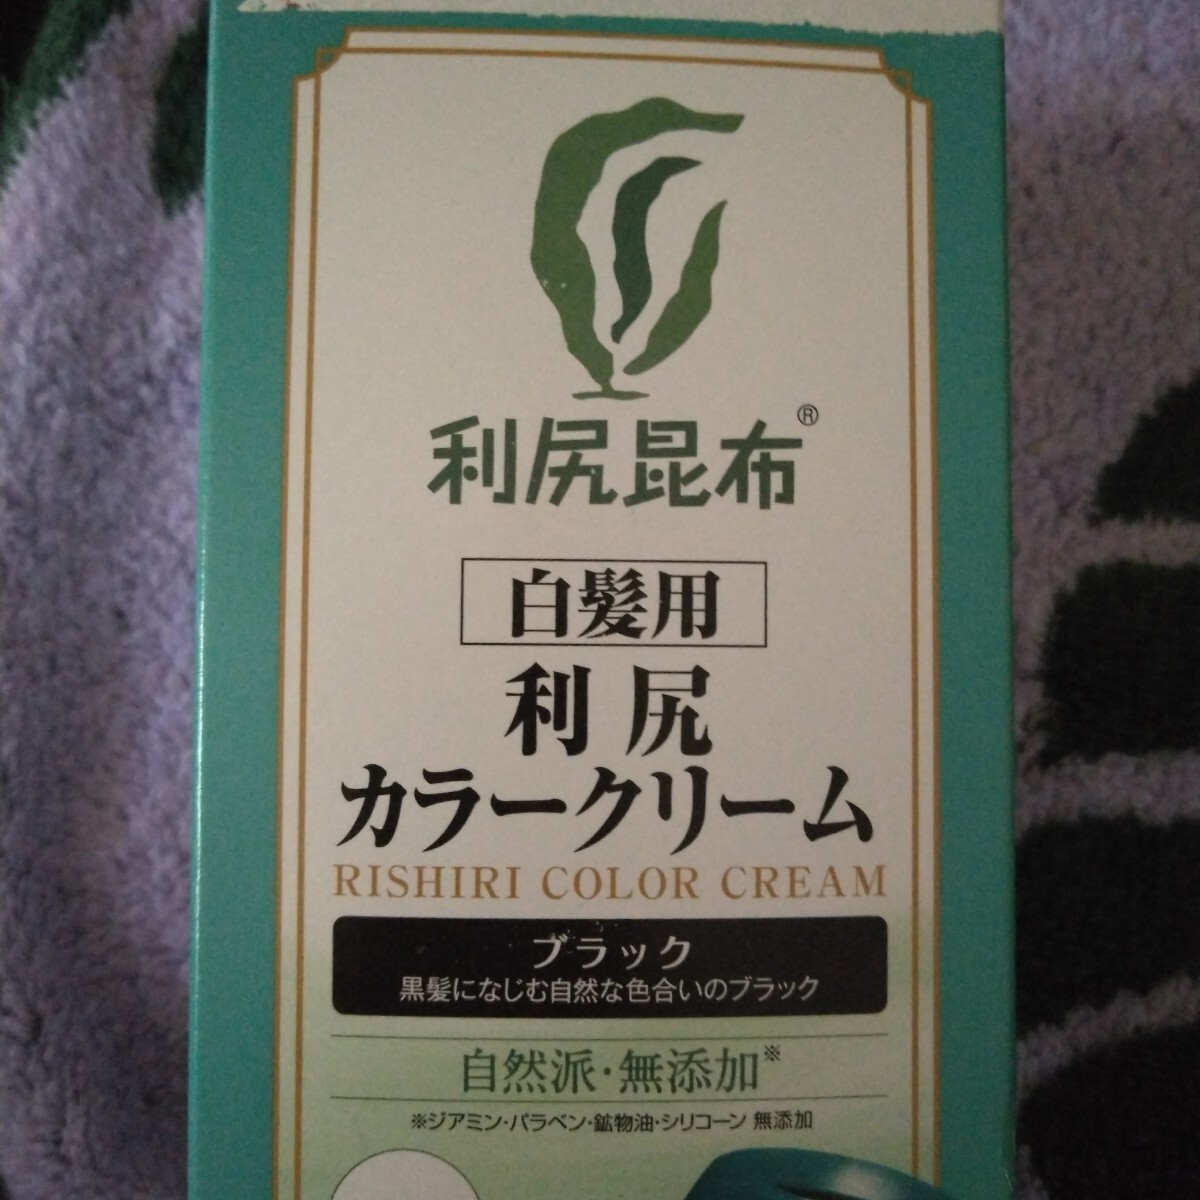 利尻昆布®
白髪用
利尻
カラークリーム
RISHIRI COLOR CREAM
ブラック
黒髪になじむ自然な色合いのブラック
自然派・無添加※
※ジアミン・パラベン・鉱物油・シリコーン 無添加